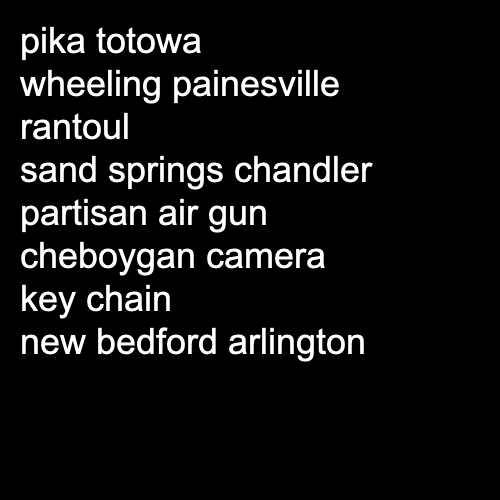 pika totowa
wheeling painesville
rantoul
sand springs chandler
partisan air gun
cheboygan camera
key chain
new bedford arlington